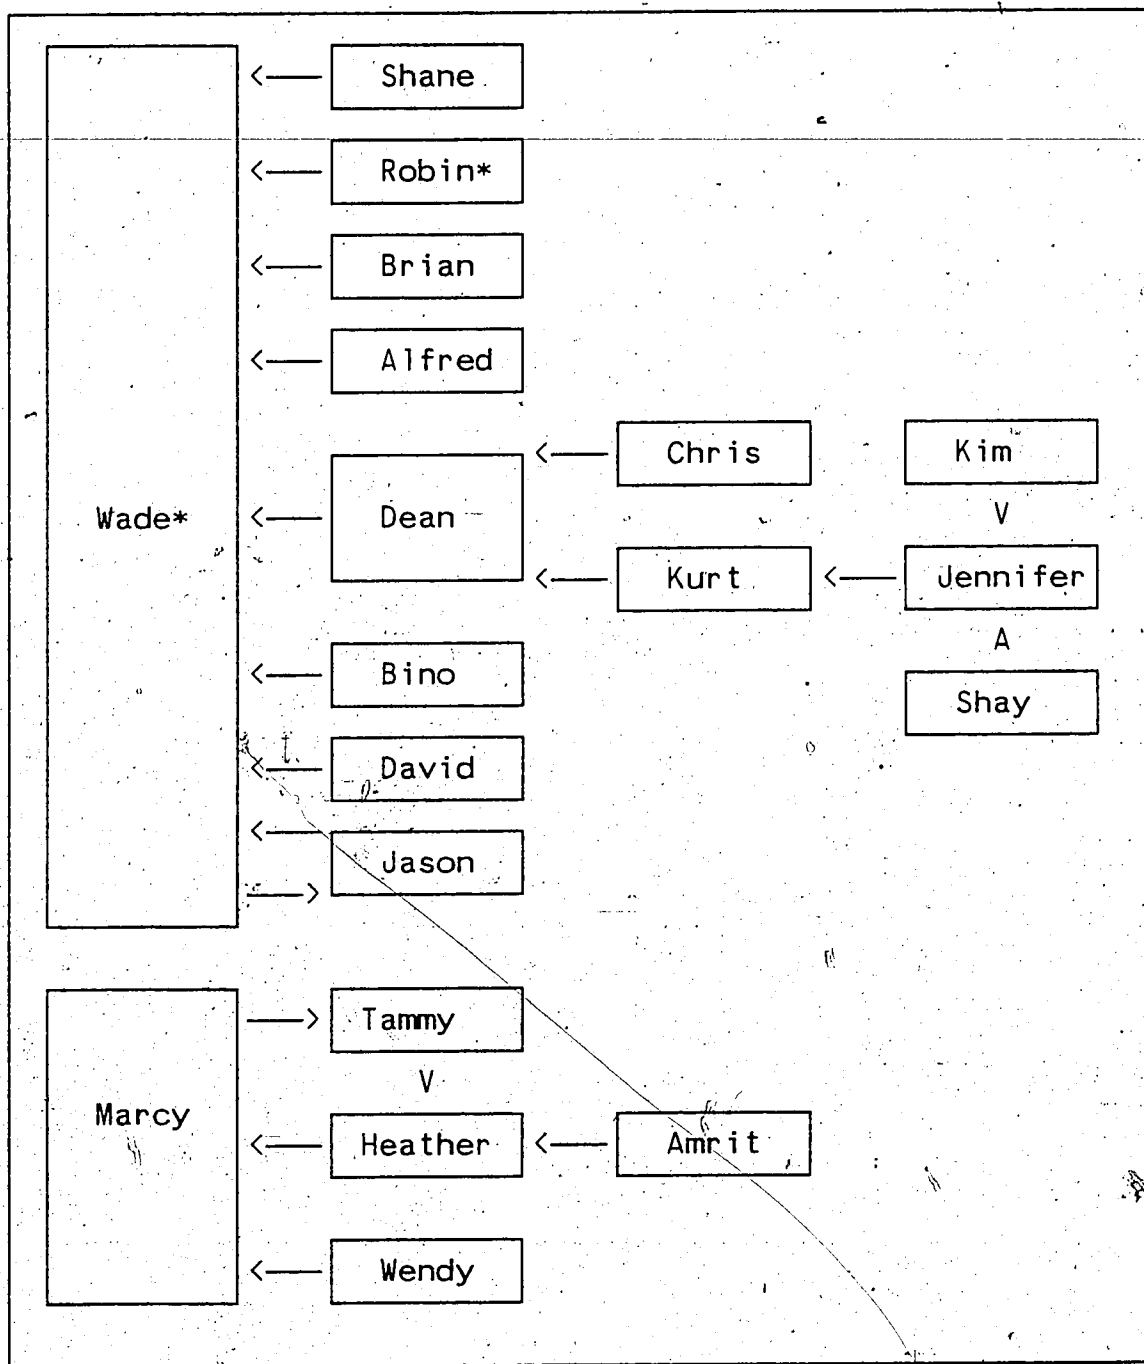 Shane
Robin*
Brian
Alfred
Chris
Kim
Wade*
Dean
V
Kurt
Jennifer
A
Bino
Shay
David
Jason
Tammy
V
Marcy
Heather
Amrit
Wendy